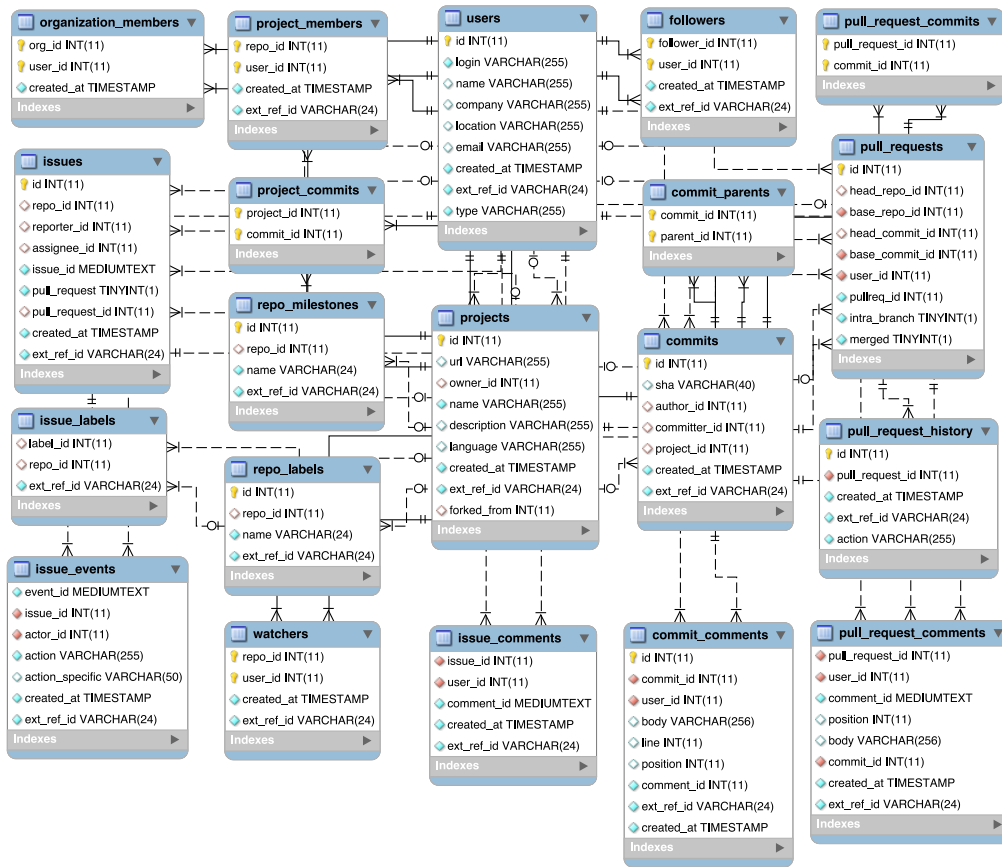 organization_members
org_id INT(11)
user_id INT(11)
created_at TIMESTAMP
Indexes
project_members
repo_id INT(11)
user_id INT(11)
created_at TIMESTAMP
ext_ref_id VARCHAR(24)
Indexes
users
id INT(11)
login VARCHAR(255)
name VARCHAR(255)
company VARCHAR(255)
location VARCHAR(255)
email VARCHAR(255)
created_at TIMESTAMP
ext_ref_id VARCHAR(24)
type VARCHAR(255)
Indexes
followers
follower_id INT(11)
user_id INT(11)
created_at TIMESTAMP
ext_ref_id VARCHAR(24)
Indexes
pull_request_commits
pull_request_id INT(11)
commit_id INT(11)
Indexes
issues
id INT(11)
repo_id INT(11)
reporter_id INT(11)
assignee_id INT(11)
issue_id MEDIUMTEXT
pull_request TINYINT(1)
pull_request_id INT(11)
created_at TIMESTAMP
ext_ref_id VARCHAR(24)
Indexes
project_commits
project_id INT(11)
commit_id INT(11)
Indexes
commit_parents
commit_id INT(11)
parent_id INT(11)
Indexes
pull_requests
id INT(11)
head_repo_id INT(11)
base_repo_id INT(11)
head_commit_id INT(11)
base_commit_id INT(11)
user_id INT(11)
pullreq_id INT(11)
intra_branch TINYINT(1)
merged TINYINT(1)
Indexes
repo_milestones
id INT(11)
repo_id INT(11)
name VARCHAR(24)
ext_ref_id VARCHAR(24)
Indexes
projects
id INT(11)
url VARCHAR(255)
owner_id INT(11)
name VARCHAR(255)
description VARCHAR(255)
language VARCHAR(255)
created_at TIMESTAMP
ext_ref_id VARCHAR(24)
forked_from INT(11)
Indexes
commits
id INT(11)
sha VARCHAR(40)
author_id INT(11)
committer_id INT(11)
project_id INT(11)
created_at TIMESTAMP
ext_ref_id VARCHAR(24)
Indexes
issue_labels
label_id INT(11)
repo_id INT(11)
ext_ref_id VARCHAR(24)
Indexes
repo_labels
id INT(11)
repo_id INT(11)
name VARCHAR(24)
ext_ref_id VARCHAR(24)
Indexes
pull_request_history
id INT(11)
pull_request_id INT(11)
created_at TIMESTAMP
ext_ref_id VARCHAR(24)
action VARCHAR(255)
Indexes
issue_events
event_id MEDIUMTEXT
issue_id INT(11)
actor_id INT(11)
action VARCHAR(255)
action_specific VARCHAR(50)
created_at TIMESTAMP
ext_ref_id VARCHAR(24)
Indexes
watchers
repo_id INT(11)
user_id INT(11)
created_at TIMESTAMP
ext_ref_id VARCHAR(24)
Indexes
issue_comments
issue_id INT(11)
user_id INT(11)
comment_id MEDIUMTEXT
created_at TIMESTAMP
ext_ref_id VARCHAR(24)
Indexes
commit_comments
id INT(11)
commit_id INT(11)
user_id INT(11)
body VARCHAR(256)
line INT(11)
position INT(11)
comment_id INT(11)
ext_ref_id VARCHAR(24)
created_at TIMESTAMP
Indexes
pull_request_comments
pull_request_id INT(11)
user_id INT(11)
comment_id MEDIUMTEXT
position INT(11)
body VARCHAR(256)
commit_id INT(11)
created_at TIMESTAMP
ext_ref_id VARCHAR(24)
Indexes